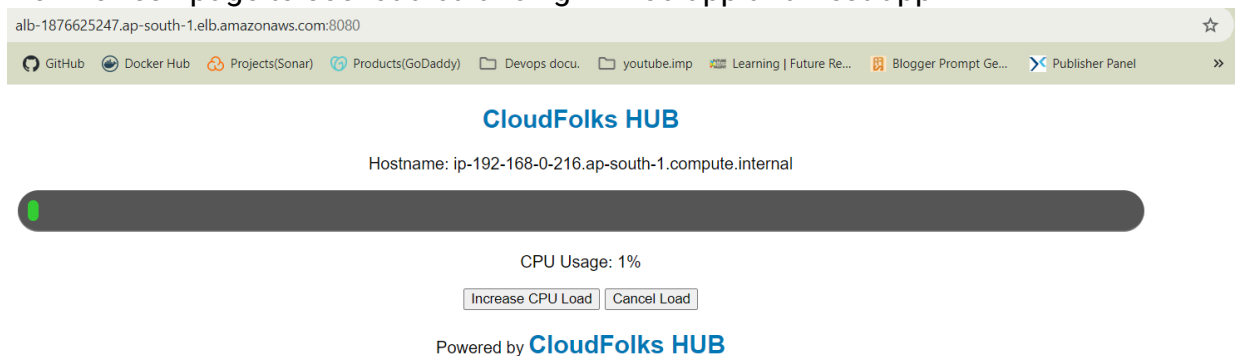 alb-1876625247.ap-south-1.elb.amazonaws.com:8080
GitHub Docker Hub Projects(Sonar) Products(GoDaddy) Devops docu. youtube.imp Learning | Future Re... Blogger Prompt Ge... Publisher Panel »
CloudFolks HUB
Hostname: ip-192-168-0-216.ap-south-1.compute.internal
CPU Usage: 1%
Increase CPU Load Cancel Load
Powered by CloudFolks HUB